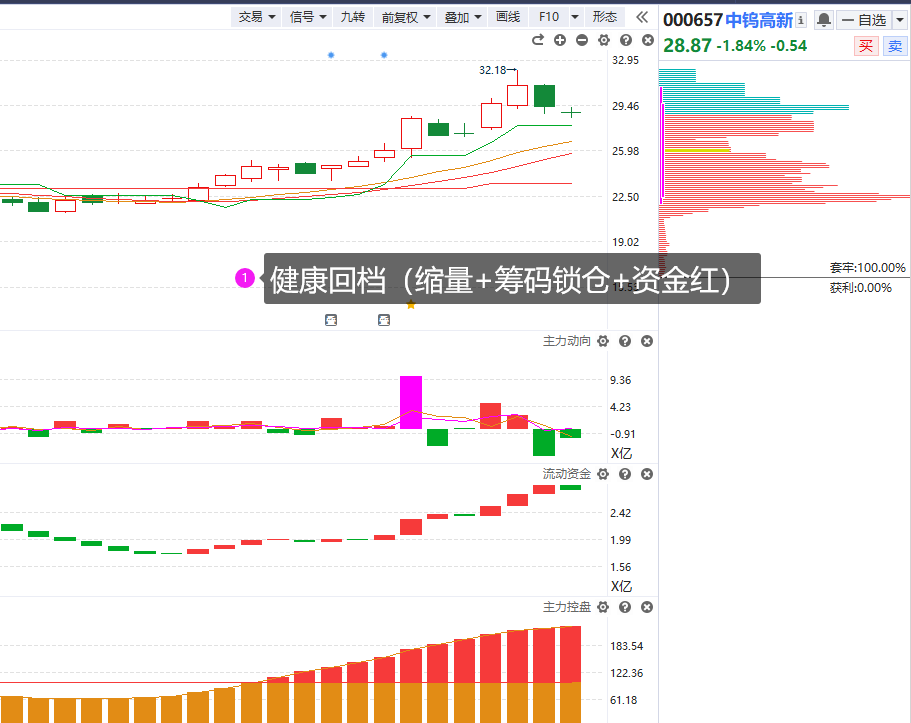 交易 信号 九转 前复权 叠加 画线 F10 形态
000657 中钨高新
自选
28.87 -1.84% -0.54 买 卖
32.95
32.18
29.46
25.98
22.50
19.02
① 健康回档（缩量+筹码锁仓+资金红）
套牢:100.00%
获利:0.00%
主力动向
9.36
4.23
-0.91
X亿
流动资金
2.42
1.99
1.56
X亿
主力控盘
183.54
122.36
61.18